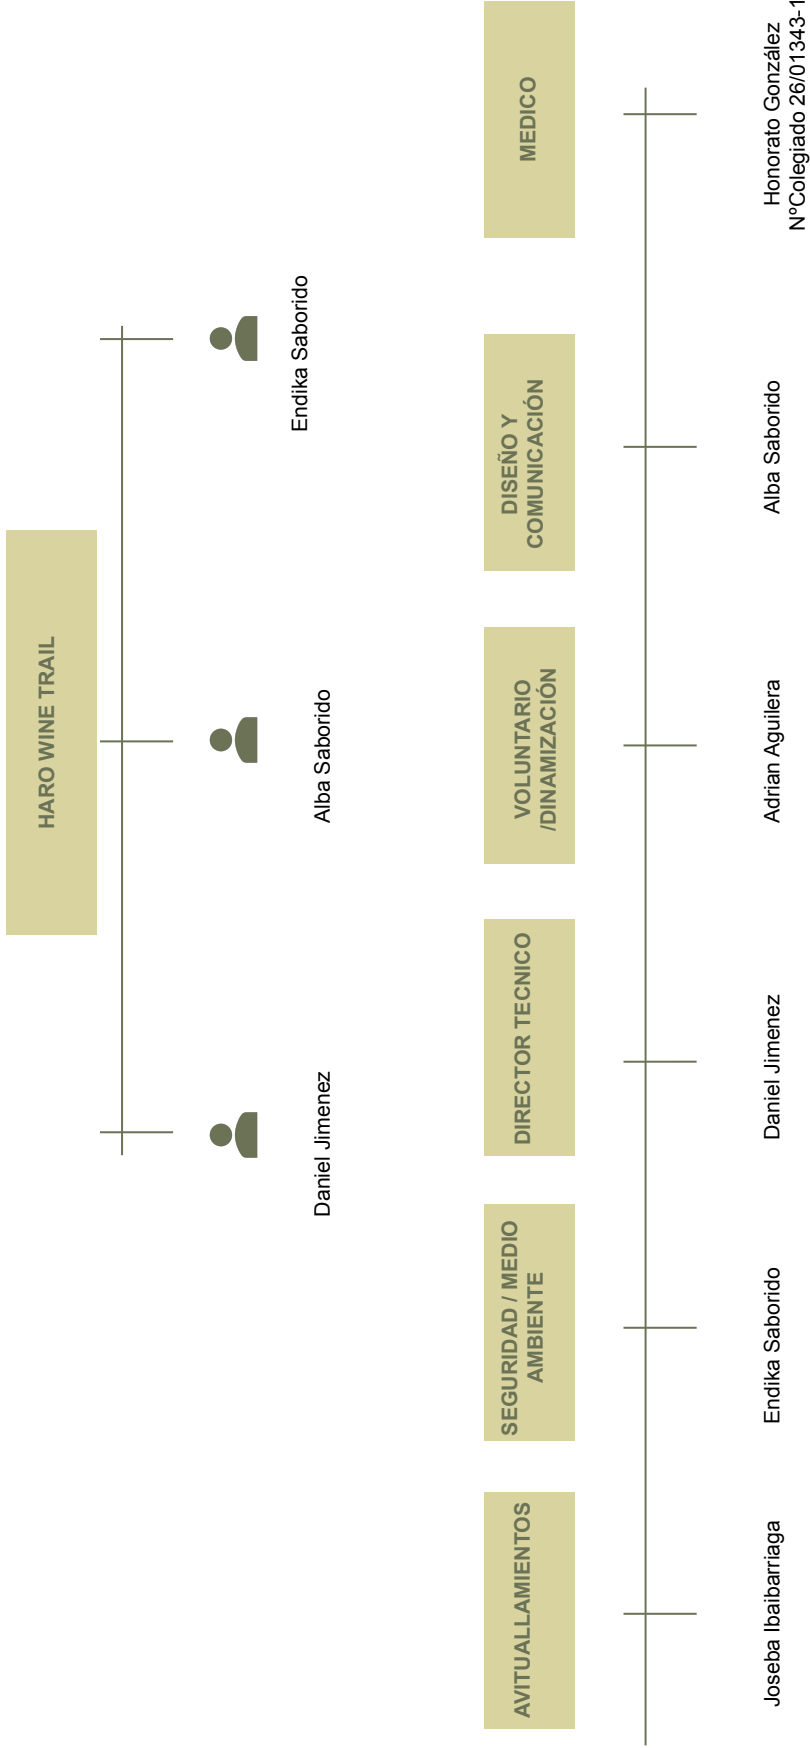 HARO WINE TRAIL
Daniel Jimenez
Alba Saborido
Endika Saborido
AVITUALLAMIENTOS
SEGURIDAD / MEDIO
AMBIENTE
DIRECTOR TECNICO
VOLUNTARIO
/DINAMIZACIÓN
DISEÑO Y
COMUNICACIÓN
MEDICO
Joseba Ibaibarriaga
Endika Saborido
Daniel Jimenez
Adrian Aguilera
Alba Saborido
Honorato González
NºColegiado 26/01343-1